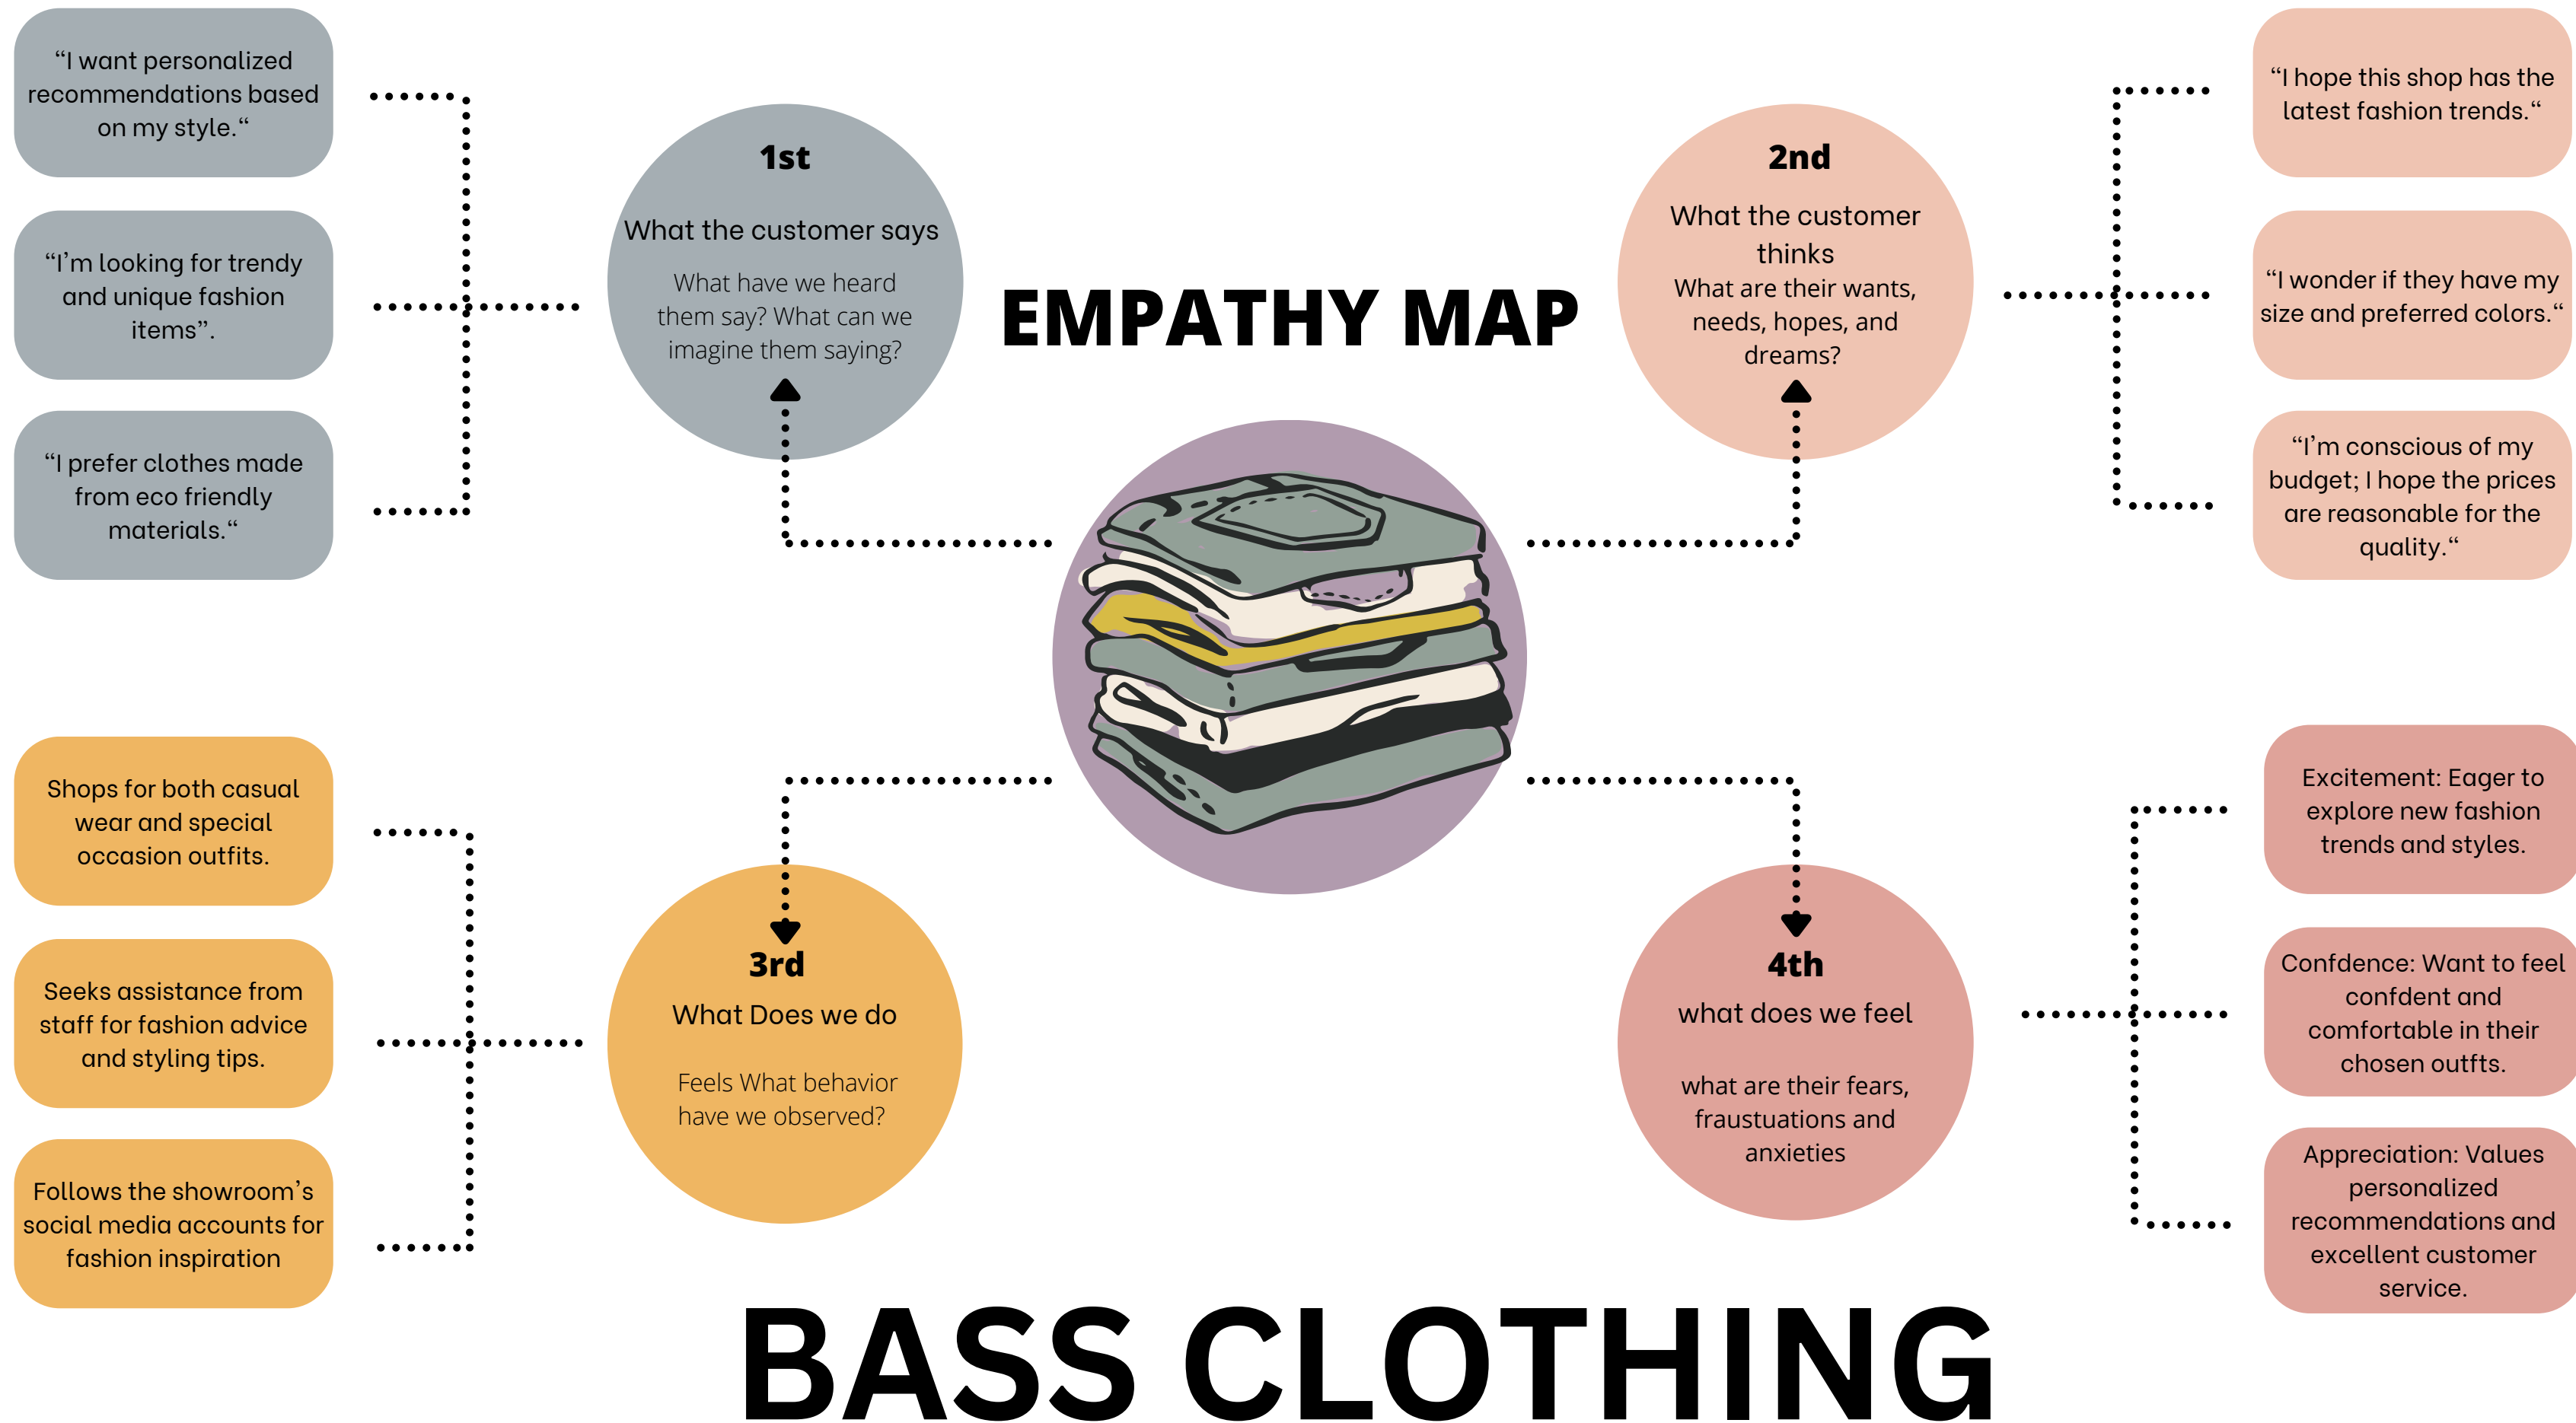 “I want personalized
recommendations based
on my style.“
“I’m looking for trendy
and unique fashion
items”.
“I prefer clothes made
from eco friendly
materials.“
1st
What the customer says
What have we heard
them say? What can we
imagine them saying?
EMPATHY MAP
2nd
What the customer
thinks
What are their wants,
needs, hopes, and
dreams?
“I hope this shop has the
latest fashion trends.“
“I wonder if they have my
size and preferred colors.“
“I’m conscious of my
budget; I hope the prices
are reasonable for the
quality.“
Shops for both casual
wear and special
occasion outfits.
Seeks assistance from
staff for fashion advice
and styling tips.
Follows the showroom’s
social media accounts for
fashion inspiration
3rd
What Does we do
Feels What behavior
have we observed?
4th
what does we feel
what are their fears,
fraustuations and
anxieties
Excitement: Eager to
explore new fashion
trends and styles.
Confdence: Want to feel
confdent and
comfortable in their
chosen outfts.
Appreciation: Values
personalized
recommendations and
excellent customer
service.
BASS CLOTHING